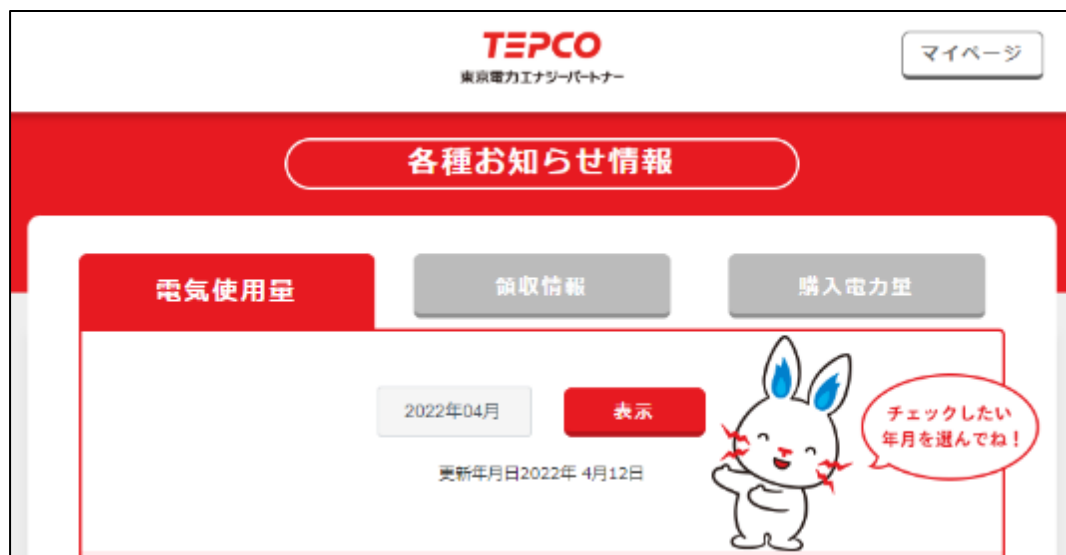 TEPCO
東京電力エナジーパートナー
マイページ
各種お知らせ情報
電気使用量
領収情報
購入電力量
2022年04月
表示
チェックしたい
年月を選んでね！
更新年月日2022年 4月12日